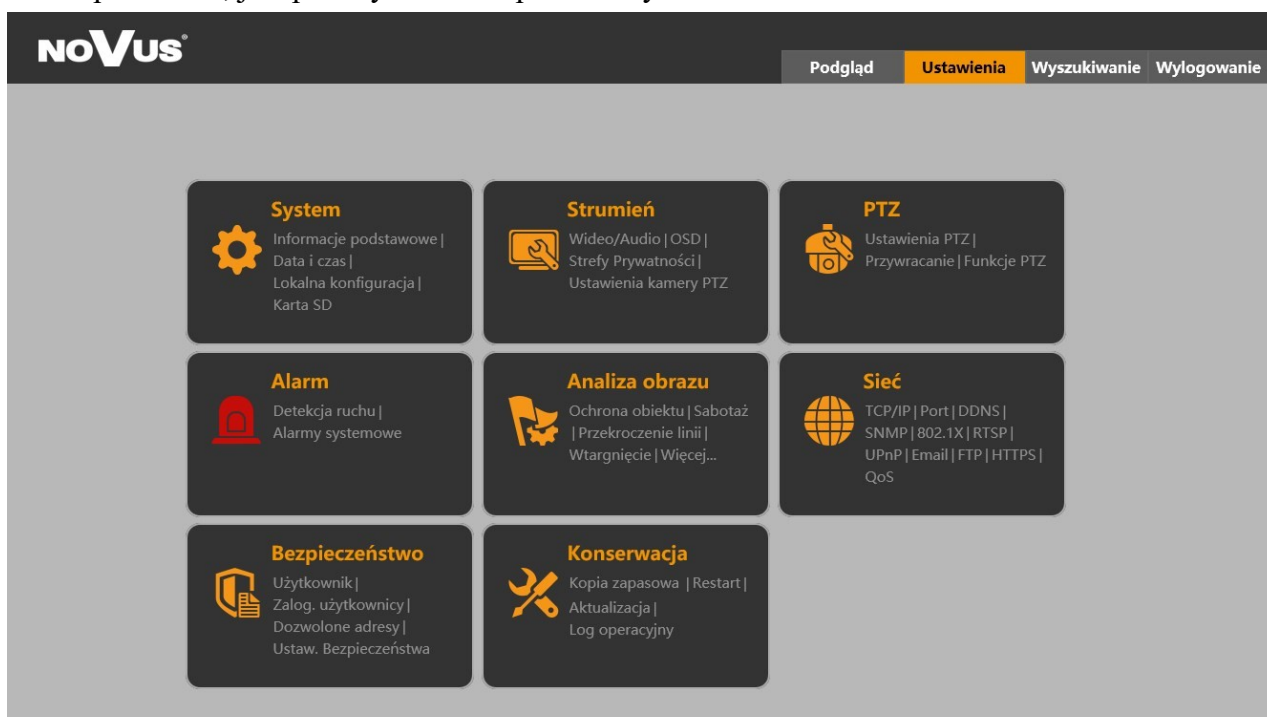 NOVUS®
Podgląd Ustawienia Wyszukiwanie Wylogowanie
System
Informacje podstawowe |
Data i czas |
Lokalna konfiguracja |
Karta SD
Strumień
Wideo/Audio | OSD |
Strefy Prywatności |
Ustawienia kamery PTZ
PTZ
Ustawienia PTZ |
Przywracanie | Funkcje PTZ
Alarm
Detekcja ruchu |
Alarmy systemowe
Analiza obrazu
Ochrona obiektu | Sabotaż
| Przekroczenie linii |
Wtargnięcie | Więcej...
Sieć
TCP/IP | Port | DDNS |
SNMP | 802.1X | RTSP |
UPnP | Email | FTP | HTTPS |
QoS
Bezpieczeństwo
Użytkownik |
Zalog. użytkownicy |
Dozwolone adresy |
Ustaw. Bezpieczeństwa
Konserwacja
Kopia zapasowa | Restart |
Aktualizacja |
Log operacyjny